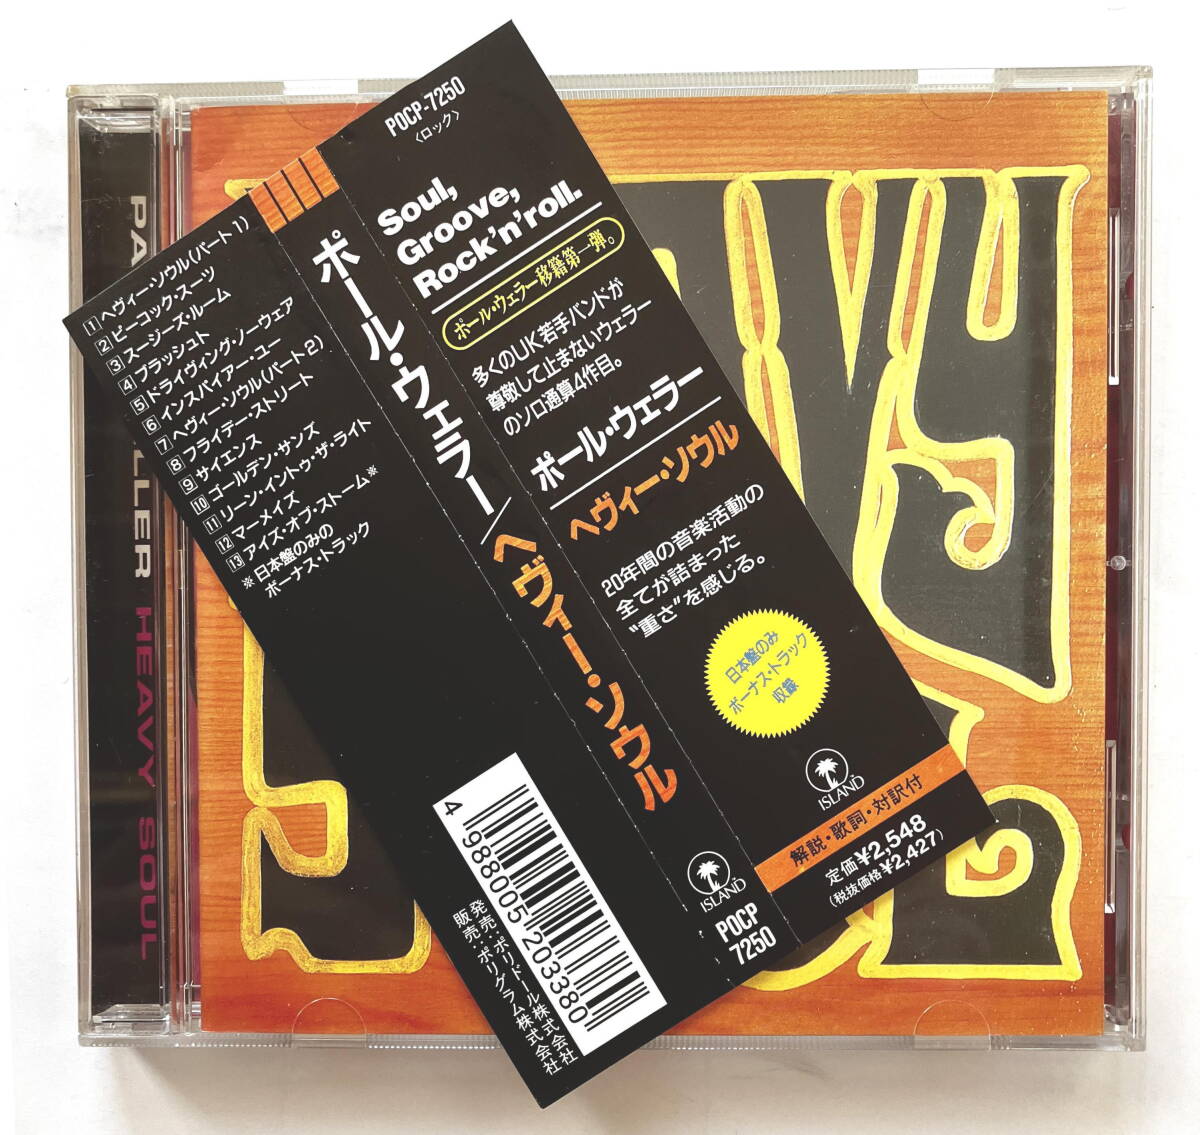 POCP-7250
〈ロック〉
Soul,
Groove,
Rock'n'roll.
ポール・ウェラー移籍第一弾。
多くのUK若手バンドが
尊敬して止まないウェラー
のソロ通算4作目。
ポール・ウェラー
ヘヴィー・ソウル
20年間の音楽活動の
全てが詰まった
“重さ”を感じる。
日本盤のみ
ボーナス・トラック
収録
ISLAND
解説・歌詞・対訳付
定価¥2,548
(税抜価格¥2,427)
ポール・ウェラー/ヘヴィー・ソウル
ISLAND
POCP
7250
1 ヘヴィー・ソウル(パート1)
2 ピーコック・スーツ
3 スージーズ・ルーム
4 ブラッシュト
5 ドライヴィング・ノーウェア
6 インスパイアー・ユー
7 ヘヴィー・ソウル(パート2)
8 フライデー・ストリート
9 サイエンス
10 ゴールデン・サンズ
11 リーン・イントゥ・ザ・ライト
12 マーメイズ
13 アイズ・オブ・ストーム※
※日本盤のみの
ボーナス・トラック
4 988005 203380
発売:ポリドール株式会社
販売:ポリグラム株式会社
HEAVY SOUL